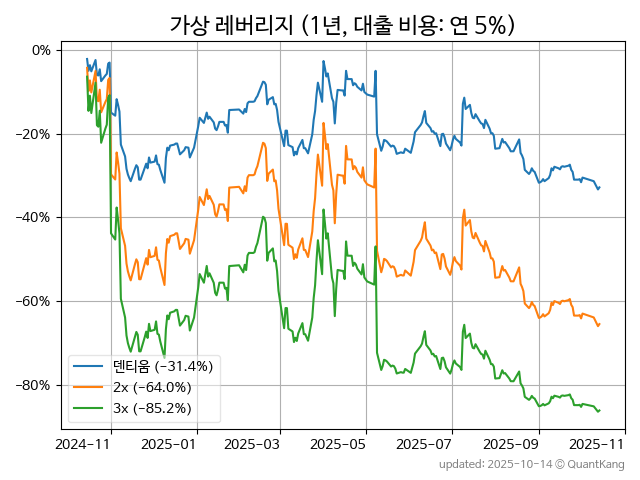 가상 레버리지 (1년, 대출 비용: 연 5%)
0%
−20%
−40%
−60%
−80%
덴티움 (−31.4%)
2x (−64.0%)
3x (−85.2%)
2024−11 2025−01 2025−03 2025−05 2025−07 2025−09 2025−11
updated: 2025-10-14 © QuantKang